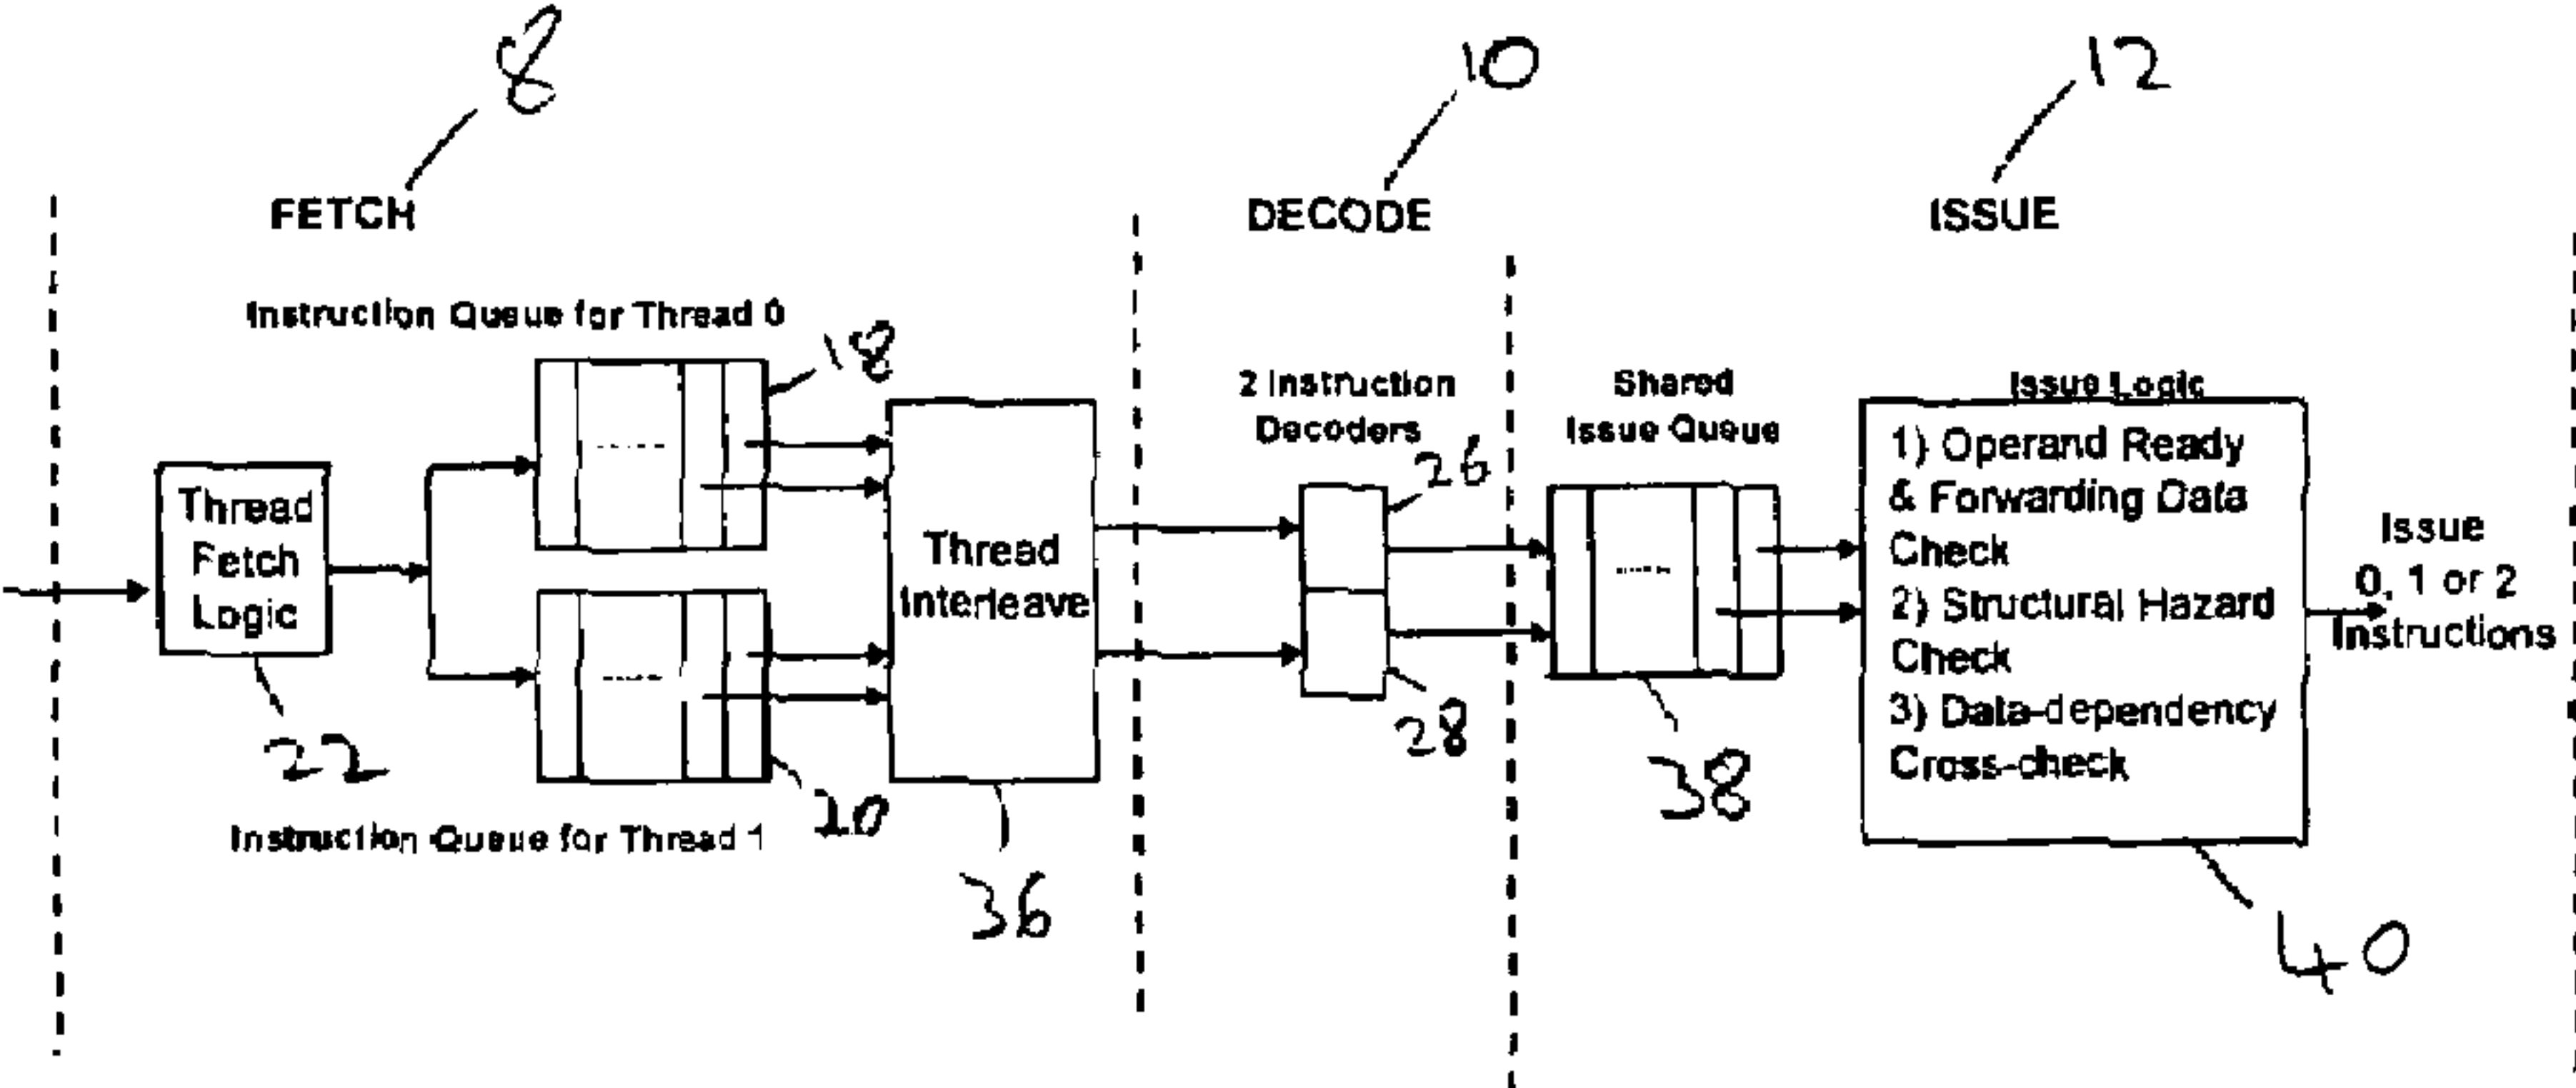 8
10
12
FETCH
DECODE
ISSUE
Instruction Queue for Thread 0
18
2 Instruction
Decoders
26
28
Shared
Issue Queue
38
Issue Logic
1) Operand Ready
& Forwarding Data
Check
2) Structural Hazard
Check
3) Data-dependency
Cross-check
40
Issue
0, 1 or 2
Instructions
Thread
Fetch
Logic
22
Thread
Interleave
36
20
Instruction Queue for Thread 1